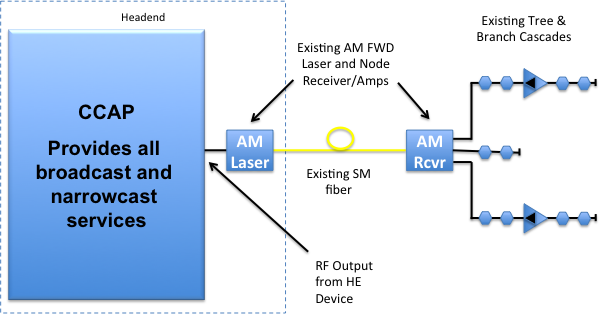 Headend
Existing Tree &
Branch Cascades
Existing AM FWD
Laser and Node
Receiver/Amps
CCAP
Provides all
broadcast and
narrowcast
services
AM
Laser
Existing SM
fiber
AM
Rcvr
RF Output
from HE
Device